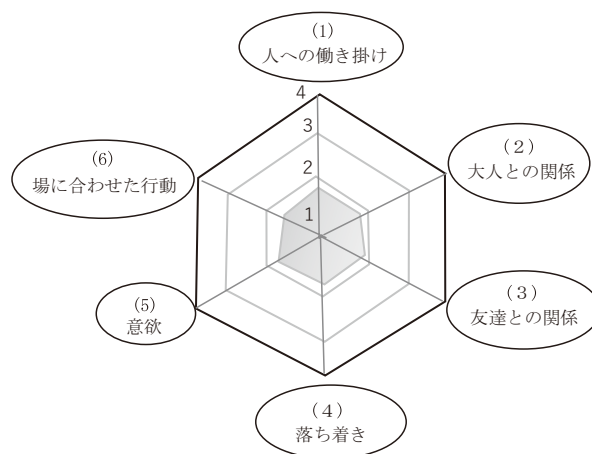 (1)
人への働き掛け
4
3
2
1
(2)
大人との関係
(3)
友達との関係
(4)
落ち着き
(5)
意欲
(6)
場に合わせた行動